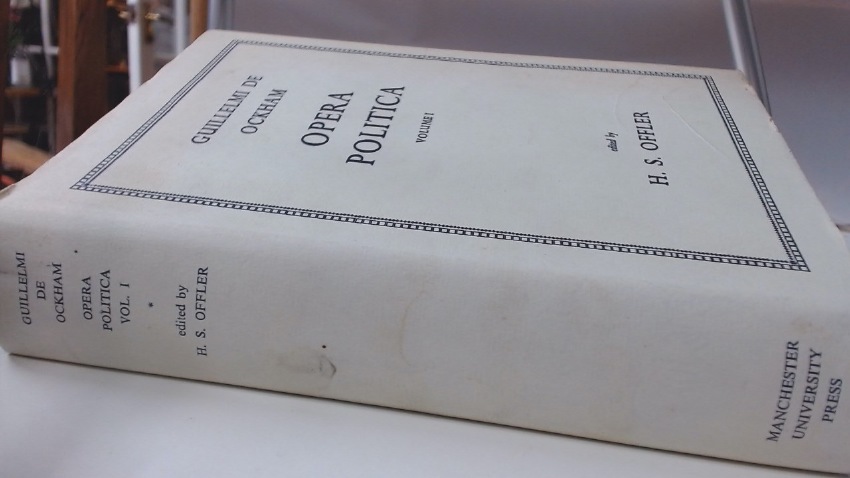 GUILLELMI DE
OCKHAM
OPERA
POLITICA
VOLUME I
edited by
H. S. OFFLER
GUILLELMI
DE
OCKHAM
OPERA
POLITICA
VOL. I
*
edited by
H. S. OFFLER
MANCHESTER
UNIVERSITY
PRESS